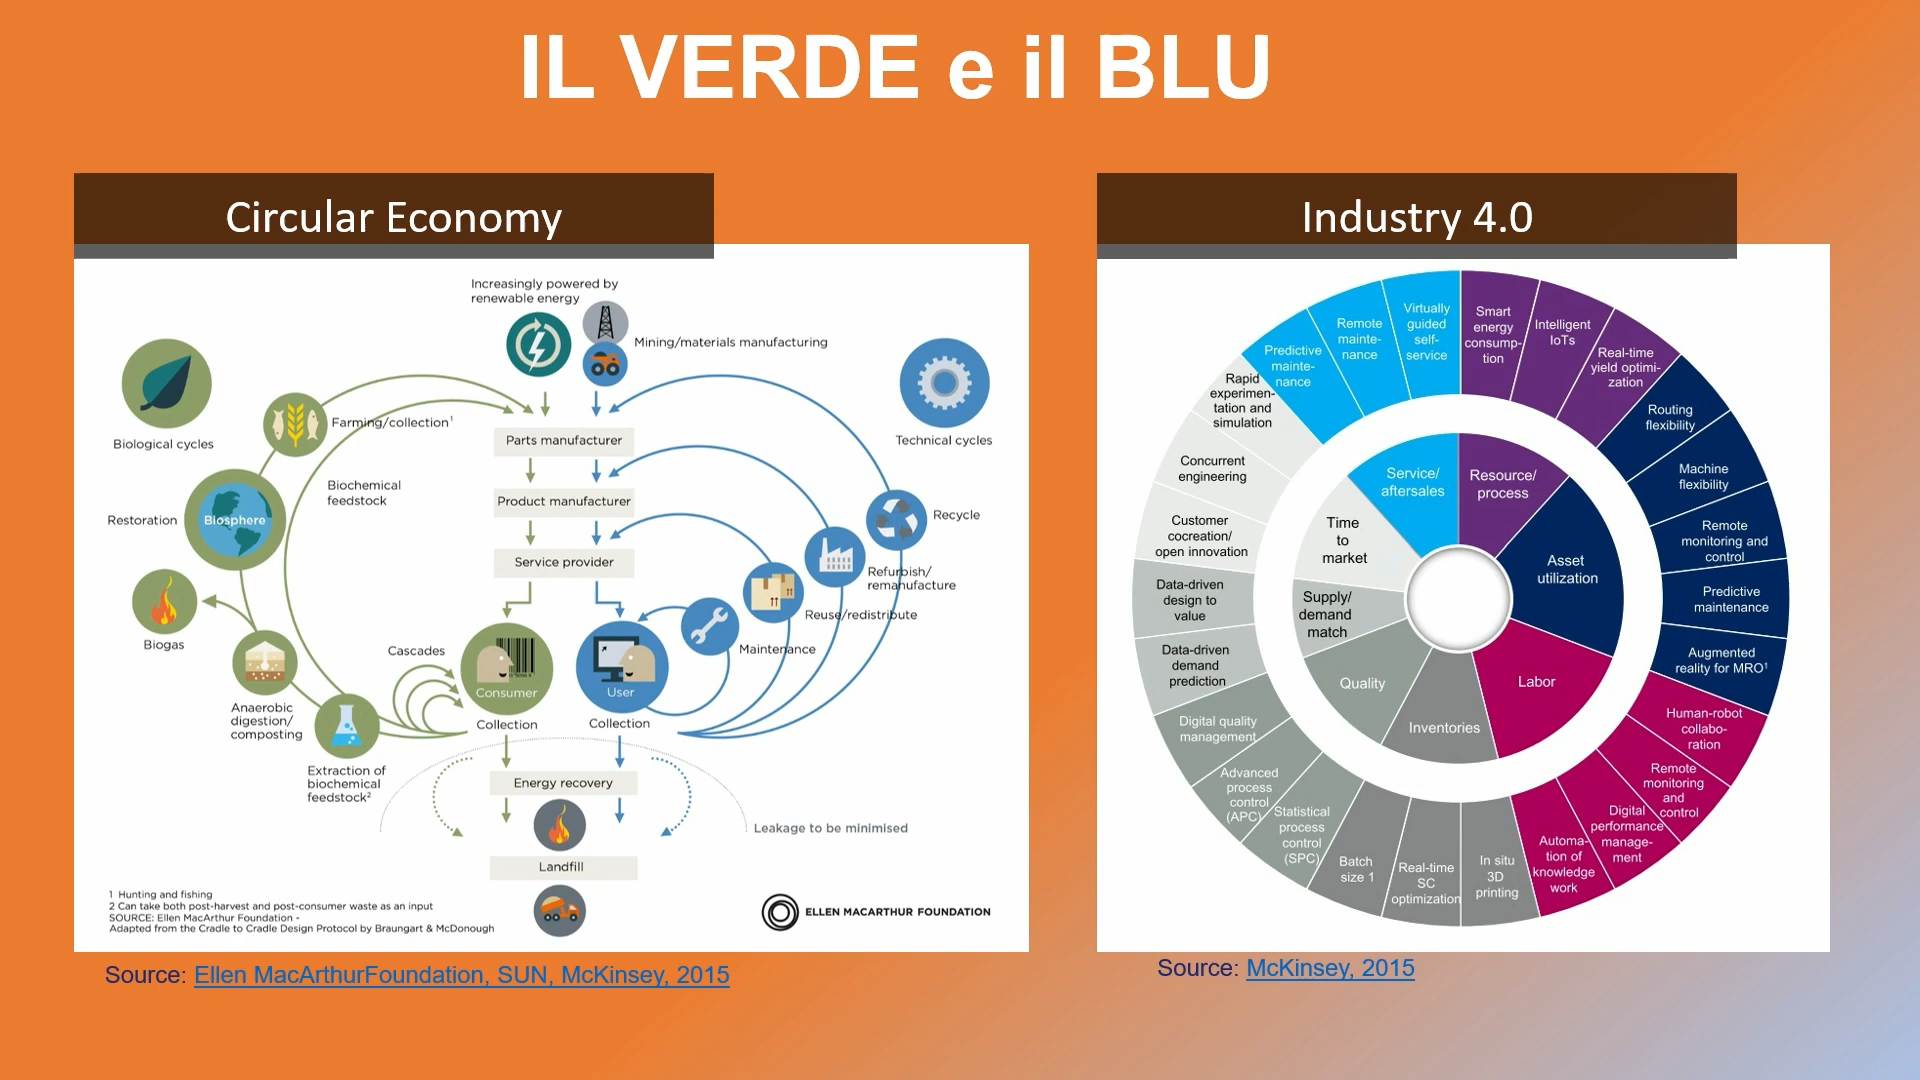 IL VERDE e il BLU
Circular Economy
Increasingly powered by
renewable energy
Mining/materials manufacturing
Biological cycles
Technical cycles
Farming/collection¹
Parts manufacturer
Biochemical
feedstock
Product manufacturer
Restoration
Biosphere
Recycle
Service provider
Refurbish/
remanufacture
Reuse/redistribute
Biogas
Cascades
Maintenance
Consumer
User
Collection
Collection
Anaerobic
digestion/
composting
Extraction of
biochemical
feedstock²
Energy recovery
Leakage to be minimised
Landfill
1 Hunting and fishing
2 Can take both post-harvest and post-consumer waste as an input
SOURCE: Ellen MacArthur Foundation -
Adapted from the Cradle to Cradle Design Protocol by Braungart & McDonough
ELLEN MACARTHUR FOUNDATION
Source: Ellen MacArthurFoundation, SUN, McKinsey, 2015
Industry 4.0
Smart
energy
consump-
tion
Intelligent
IoTs
Real-time
yield optimi-
zation
Routing
flexibility
Machine
flexibility
Remote
monitoring and
control
Predictive
maintenance
Augmented
reality for MRO¹
Human-robot
collabo-
ration
Remote
monitoring
and
control
Digital
performance
manage-
ment
Automa-
tion of
knowledge
work
In situ
3D
printing
Real-time
SC
optimization
Batch
size 1
Statistical
process
control
(SPC)
Advanced
process
control
(APC)
Digital quality
management
Data-driven
demand
prediction
Data-driven
design to
value
Customer
cocreation/
open innovation
Concurrent
engineering
Rapid
experimen-
tation and
simulation
Predictive
mainte-
nance
Remote
mainte-
nance
Virtually
guided
self-
service
Service/
aftersales
Resource/
process
Asset
utilization
Labor
Inventories
Quality
Supply/
demand
match
Time
to
market
Source: McKinsey, 2015